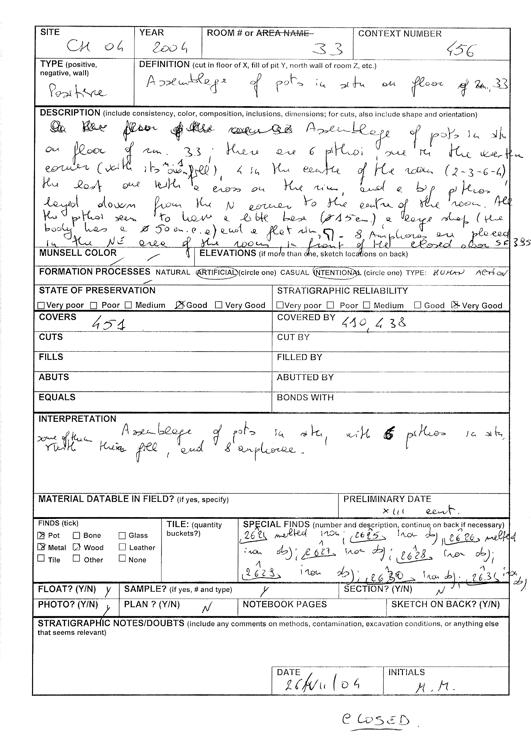 SITE YEAR ROOM # or AREA NAME CONTEXT NUMBER
CH 04 2004 33 456
TYPE (positive, negative, wall) DEFINITION (cut in floor of X, fill of pit Y, north wall of room Z, etc.)
Positive Assemblage of pots in situ on floor of rm. 33
DESCRIPTION (include consistency, color, composition, inclusions, dimensions; for cuts, also include shape and orientation)
Assemblage of pots in situ
on floor of rm. 33; there are 6 pithoi, one in the western
corner (with its own fill), 4 in the centre of the room (2-3-6-4)
the last one with a cross on the rim, and a big pithos
layed down from the N corner to the centre of the room. All
the pithoi seem to have a little base (ø 15cm) a large shap (the
body has a ø 50cm c.a) and a flat rim. 8 Amphorae are placed
in the NE area of the room in front of the closed door SF 395
MUNSELL COLOR / ELEVATIONS (if more than one, sketch locations on back)
FORMATION PROCESSES NATURAL ARTIFICIAL (circle one) CASUAL INTENTIONAL (circle one) TYPE: HUMAN ACTION
STATE OF PRESERVATION STRATIGRAPHIC RELIABILITY
☐ Very poor ☐ Poor ☐ Medium ☒ Good ☐ Very Good ☐ Very poor ☐ Poor ☐ Medium ☐ Good ☒ Very Good
COVERS 451 COVERED BY 410, 438
CUTS CUT BY
FILLS FILLED BY
ABUTS ABUTTED BY
EQUALS BONDS WITH
INTERPRETATION
Assemblage of pots in situ, with 6 pithos in situ
some of them with their fill, and 8 amphorae.
MATERIAL DATABLE IN FIELD? (if yes, specify) PRELIMINARY DATE
XIII cent.
FINDS (tick) TILE: (quantity buckets?) SPECIAL FINDS (number and description, continue on back if necessary)
☒ Pot ☐ Bone ☐ Glass
☒ Metal ☒ Wood ☐ Leather
☐ Tile ☐ Other ☐ None
2621 melted iron obj; 2625 iron obj; 2626 melted
iron obj; 2627 iron obj; 2628 iron obj;
2629 iron obj; 2630 iron obj; 2631 iron obj
FLOAT? (Y/N) y SAMPLE? (if yes, # and type) y SECTION? (Y/N) N
PHOTO? (Y/N) y PLAN ? (Y/N) N NOTEBOOK PAGES SKETCH ON BACK? (Y/N)
STRATIGRAPHIC NOTES/DOUBTS (include any comments on methods, contamination, excavation conditions, or anything else
that seems relevant)
DATE INITIALS
26/VII/04 M.M.
CLOSED.